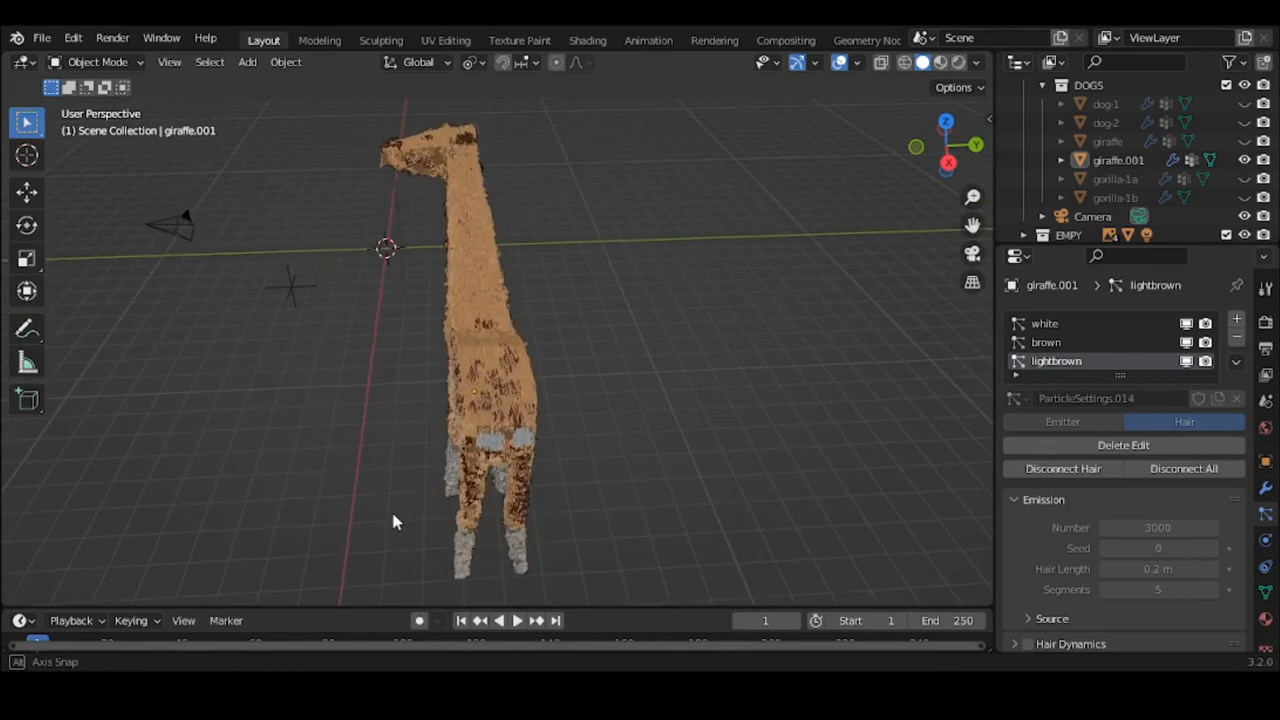 File Edit Render Window Help Layout Modeling Sculpting UV Editing Texture Paint Shading Animation Rendering Compositing Geometry Noc Scene ViewLayer
Object Mode View Select Add Object Global
Options
User Perspective
(1) Scene Collection | giraffe.001
Z
Y
X
DOGS
dog-1
dog-2
giraffe
giraffe.001
gorilla-1a
gorilla-1b
Camera
EMPY
giraffe.001 > lightbrown
white
brown
lightbrown
ParticleSettings.014
Emitter Hair
Delete Edit
Disconnect Hair Disconnect All
Emission
Number 3000
Seed 0
Hair Length 0.2 m
Segments 5
Source
Hair Dynamics
Playback Keying View Marker 1 Start 1 End 250
Alt Axis Snap 3.2.0